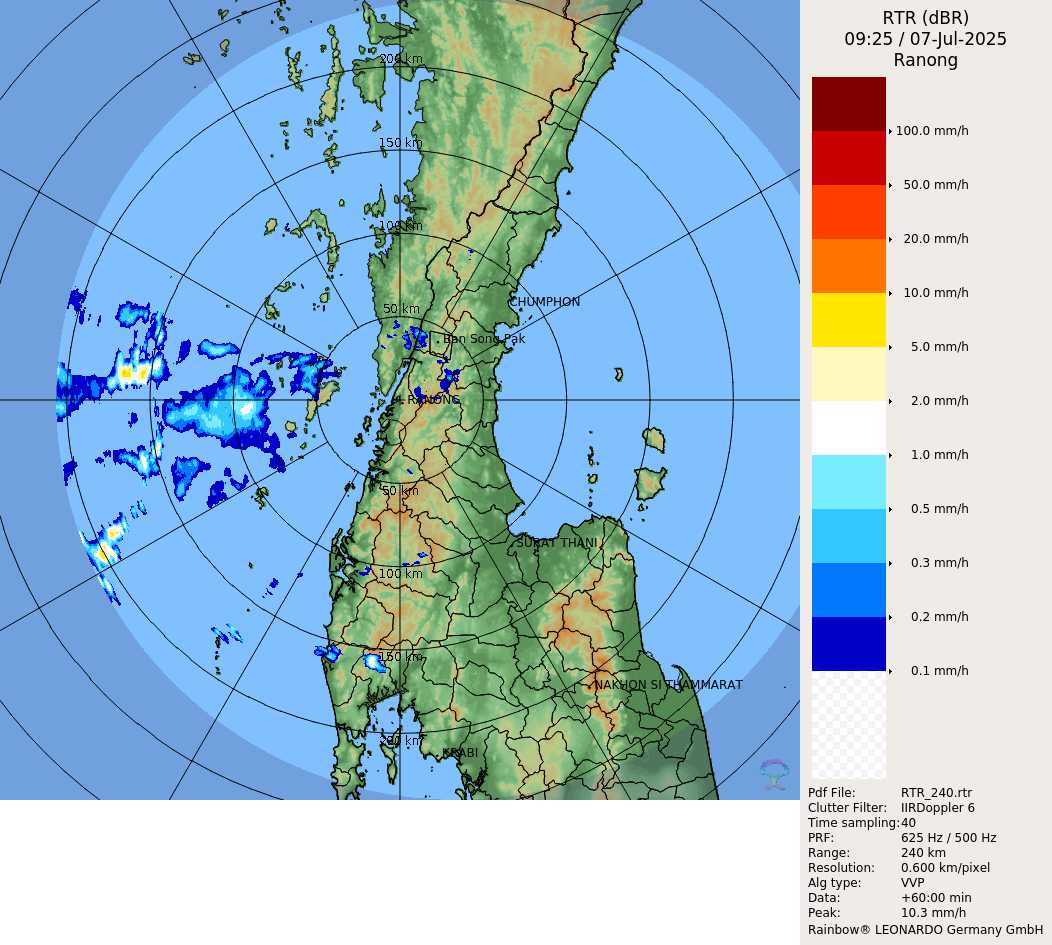 RTR (dBR)
09:25 / 07-Jul-2025
Ranong
200 km
150 km
100 km
50 km
CHUMPHON
Ban Song Pak
RANONG
50 km
SURAT THANI
100 km
150 km
NAKHON SI THAMMARAT
200 km
KRABI
100.0 mm/h
50.0 mm/h
20.0 mm/h
10.0 mm/h
5.0 mm/h
2.0 mm/h
1.0 mm/h
0.5 mm/h
0.3 mm/h
0.2 mm/h
0.1 mm/h
Pdf File: RTR_240.rtr
Clutter Filter: IIRDoppler 6
Time sampling:40
PRF: 625 Hz / 500 Hz
Range: 240 km
Resolution: 0.600 km/pixel
Alg type: VVP
Data: +60:00 min
Peak: 10.3 mm/h
Rainbow® LEONARDO Germany GmbH